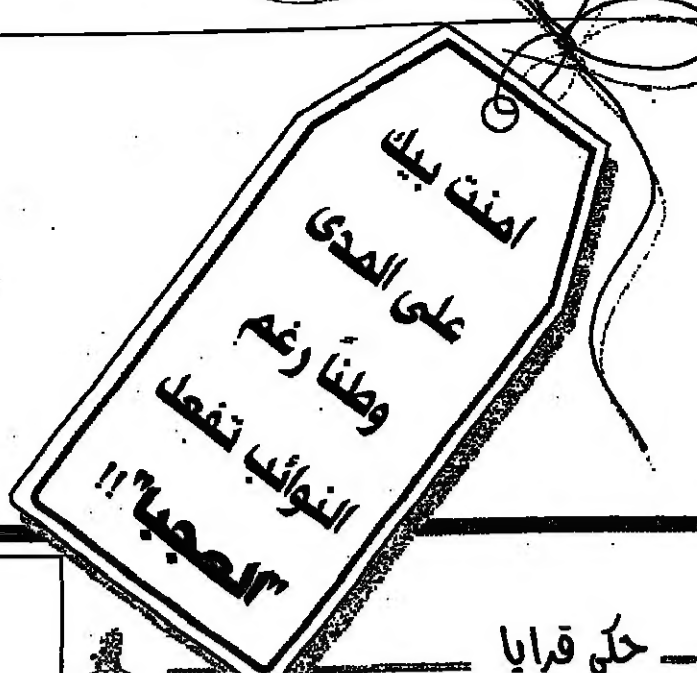 امنت بيك
على المدى
وطناً رغم
النوائب تفعل
"العجبا"!!
حكي قرايا